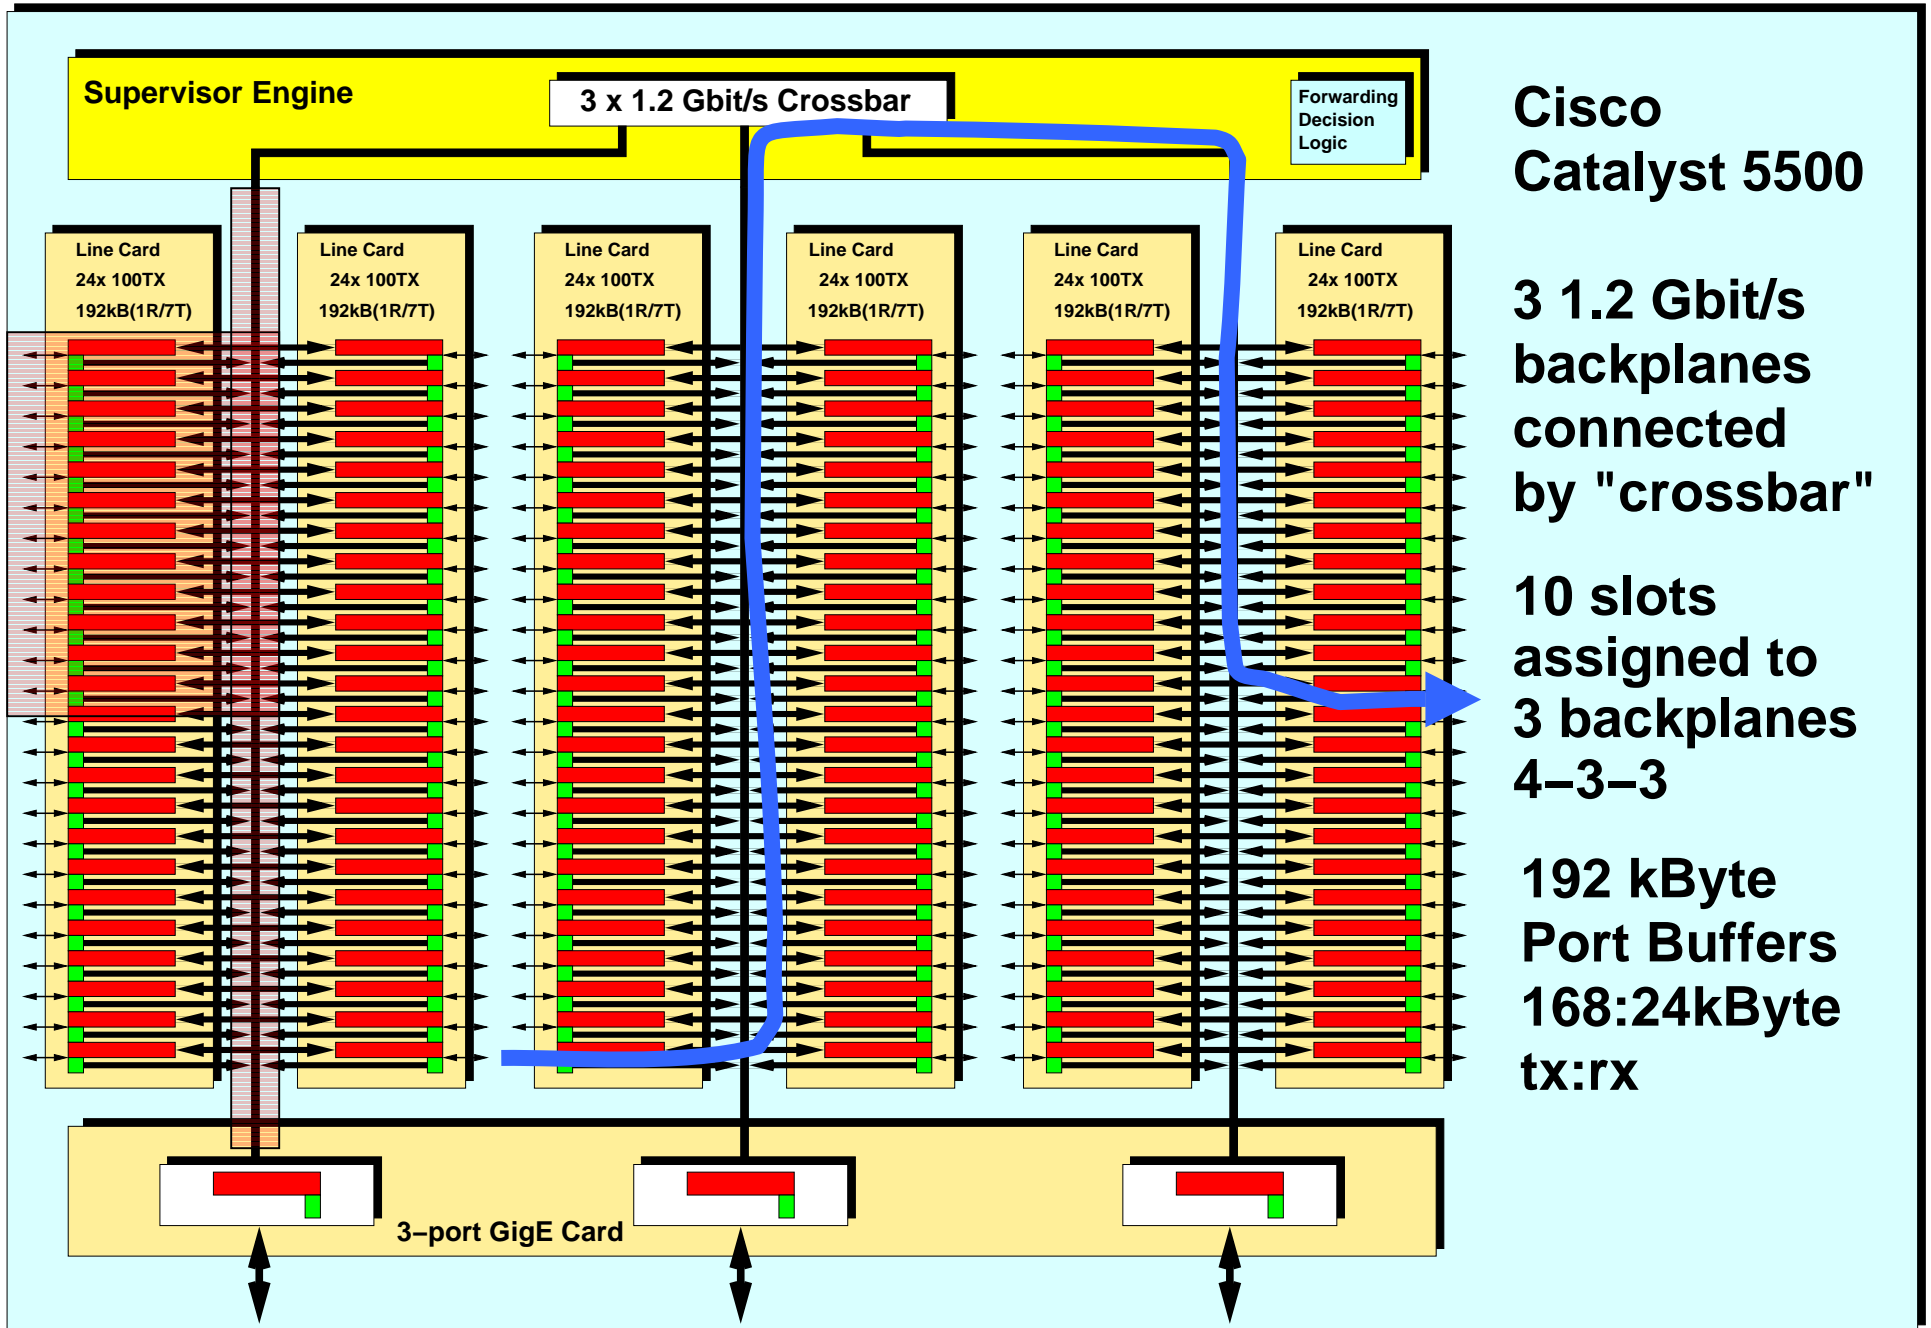 Supervisor Engine
3 x 1.2 Gbit/s Crossbar
Forwarding
Decision
Logic
Line Card
24x 100TX
192kB(1R/7T)
Line Card
24x 100TX
192kB(1R/7T)
Line Card
24x 100TX
192kB(1R/7T)
Line Card
24x 100TX
192kB(1R/7T)
Line Card
24x 100TX
192kB(1R/7T)
Line Card
24x 100TX
192kB(1R/7T)
3−port GigE Card
Cisco
Catalyst 5500
3 1.2 Gbit/s
backplanes
connected
by "crossbar"
10 slots
assigned to
3 backplanes
4−3−3
192 kByte
Port Buffers
168:24kByte
tx:rx